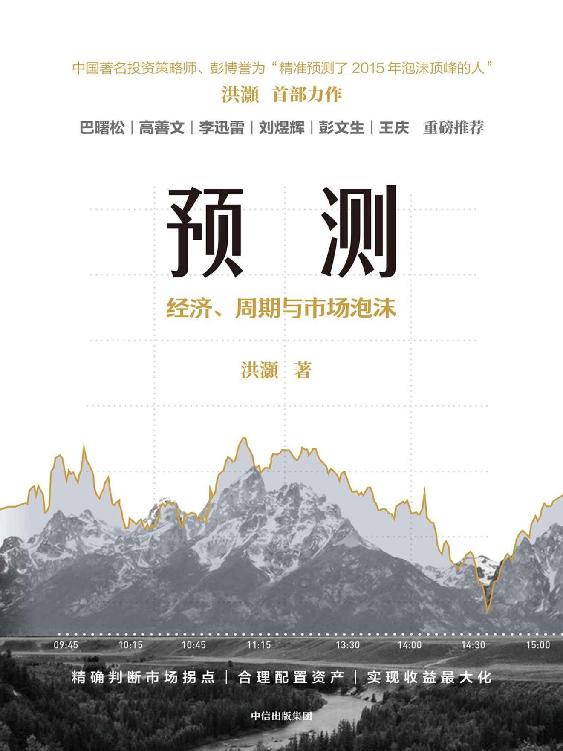 中国著名投资策略师、彭博誉为“精准预测了2015年泡沫顶峰的人”
洪灏 首部力作
巴曙松｜高善文｜李迅雷｜刘煜辉｜彭文生｜王庆 重磅推荐
预 测
经济、周期与市场泡沫
洪灏 著
09:45 10:15 10:45 11:15 13:30 14:00 14:30 15:00
精确判断市场拐点｜合理配置资产｜实现收益最大化
中信出版集团